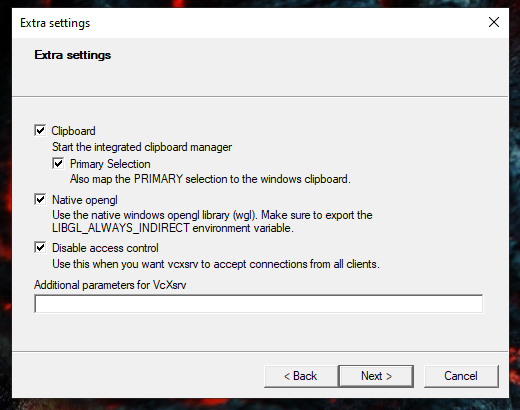 Extra settings
Extra settings
Clipboard
Start the integrated clipboard manager
Primary Selection
Also map the PRIMARY selection to the windows clipboard.
Native opengl
Use the native windows opengl library (wgl). Make sure to export the
LIBGL_ALWAYS_INDIRECT environment variable.
Disable access control
Use this when you want vcxsrv to accept connections from all clients.
Additional parameters for VcXsrv
< Back Next > Cancel